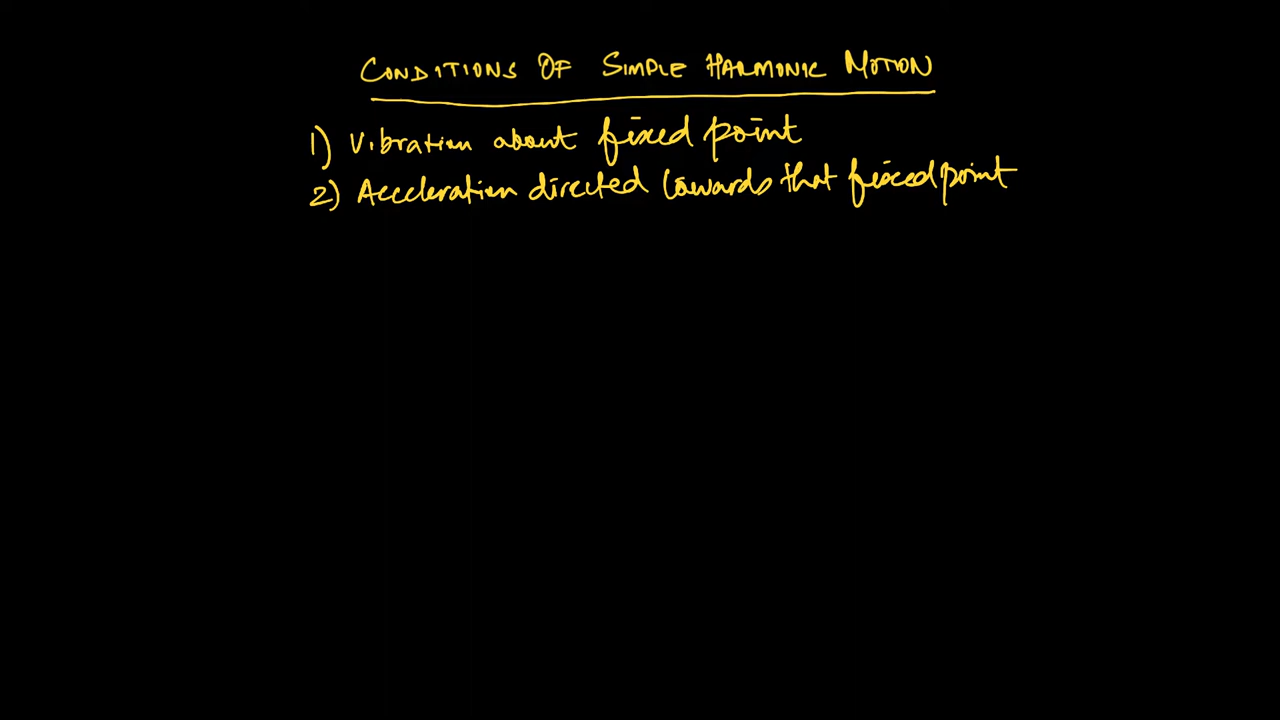 CONDITIONS OF SIMPLE HARMONIC MOTION
1) Vibration about fixed point
2) Acceleration directed towards that fixed point